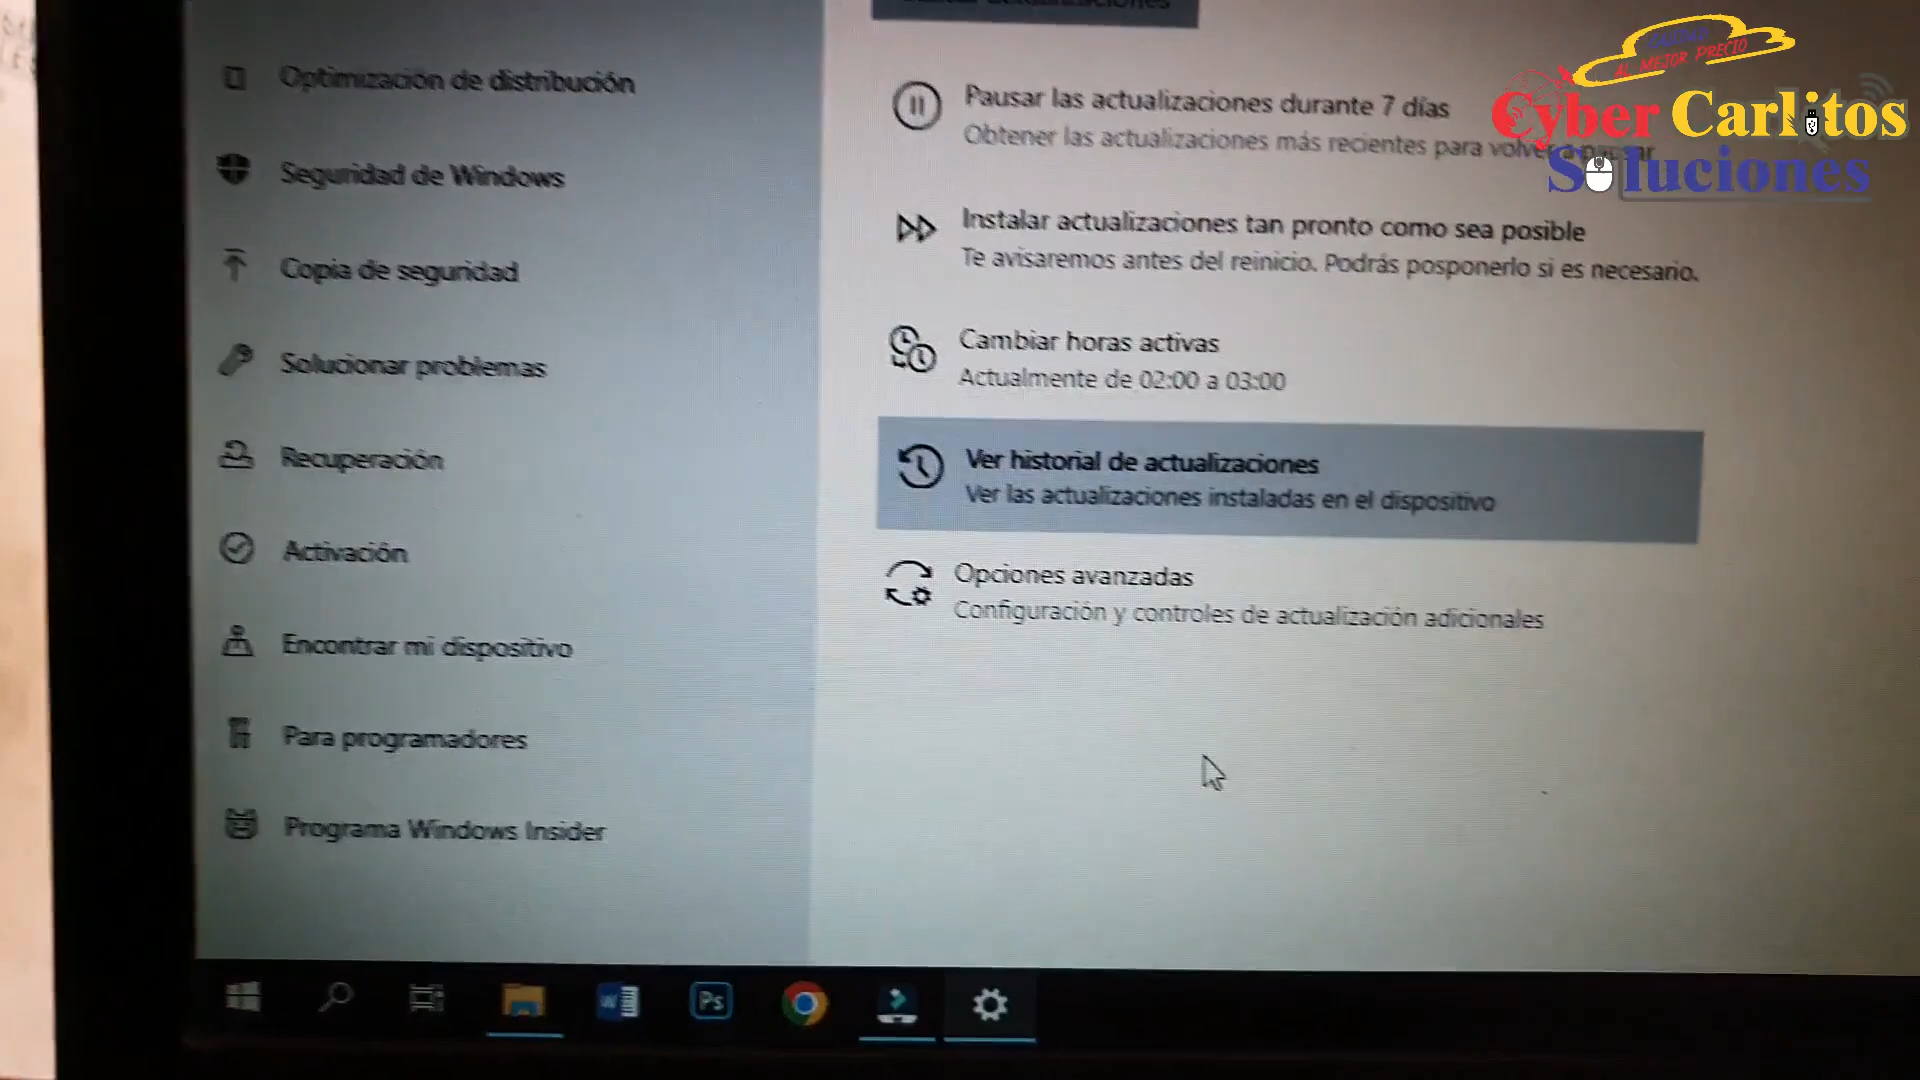 Optimización de distribución
Seguridad de Windows
Copia de seguridad
Solucionar problemas
Recuperación
Activación
Encontrar mi dispositivo
Para programadores
Programa Windows Insider
Pausar las actualizaciones durante 7 días
Obtener las actualizaciones más recientes para volver a pausar
Instalar actualizaciones tan pronto como sea posible
Te avisaremos antes del reinicio. Podrás posponerlo si es necesario.
Cambiar horas activas
Actualmente de 02:00 a 03:00
Ver historial de actualizaciones
Ver las actualizaciones instaladas en el dispositivo
Opciones avanzadas
Configuración y controles de actualización adicionales
AL MEJOR PRECIO
Cyber Carlitos
Soluciones
W
Ps